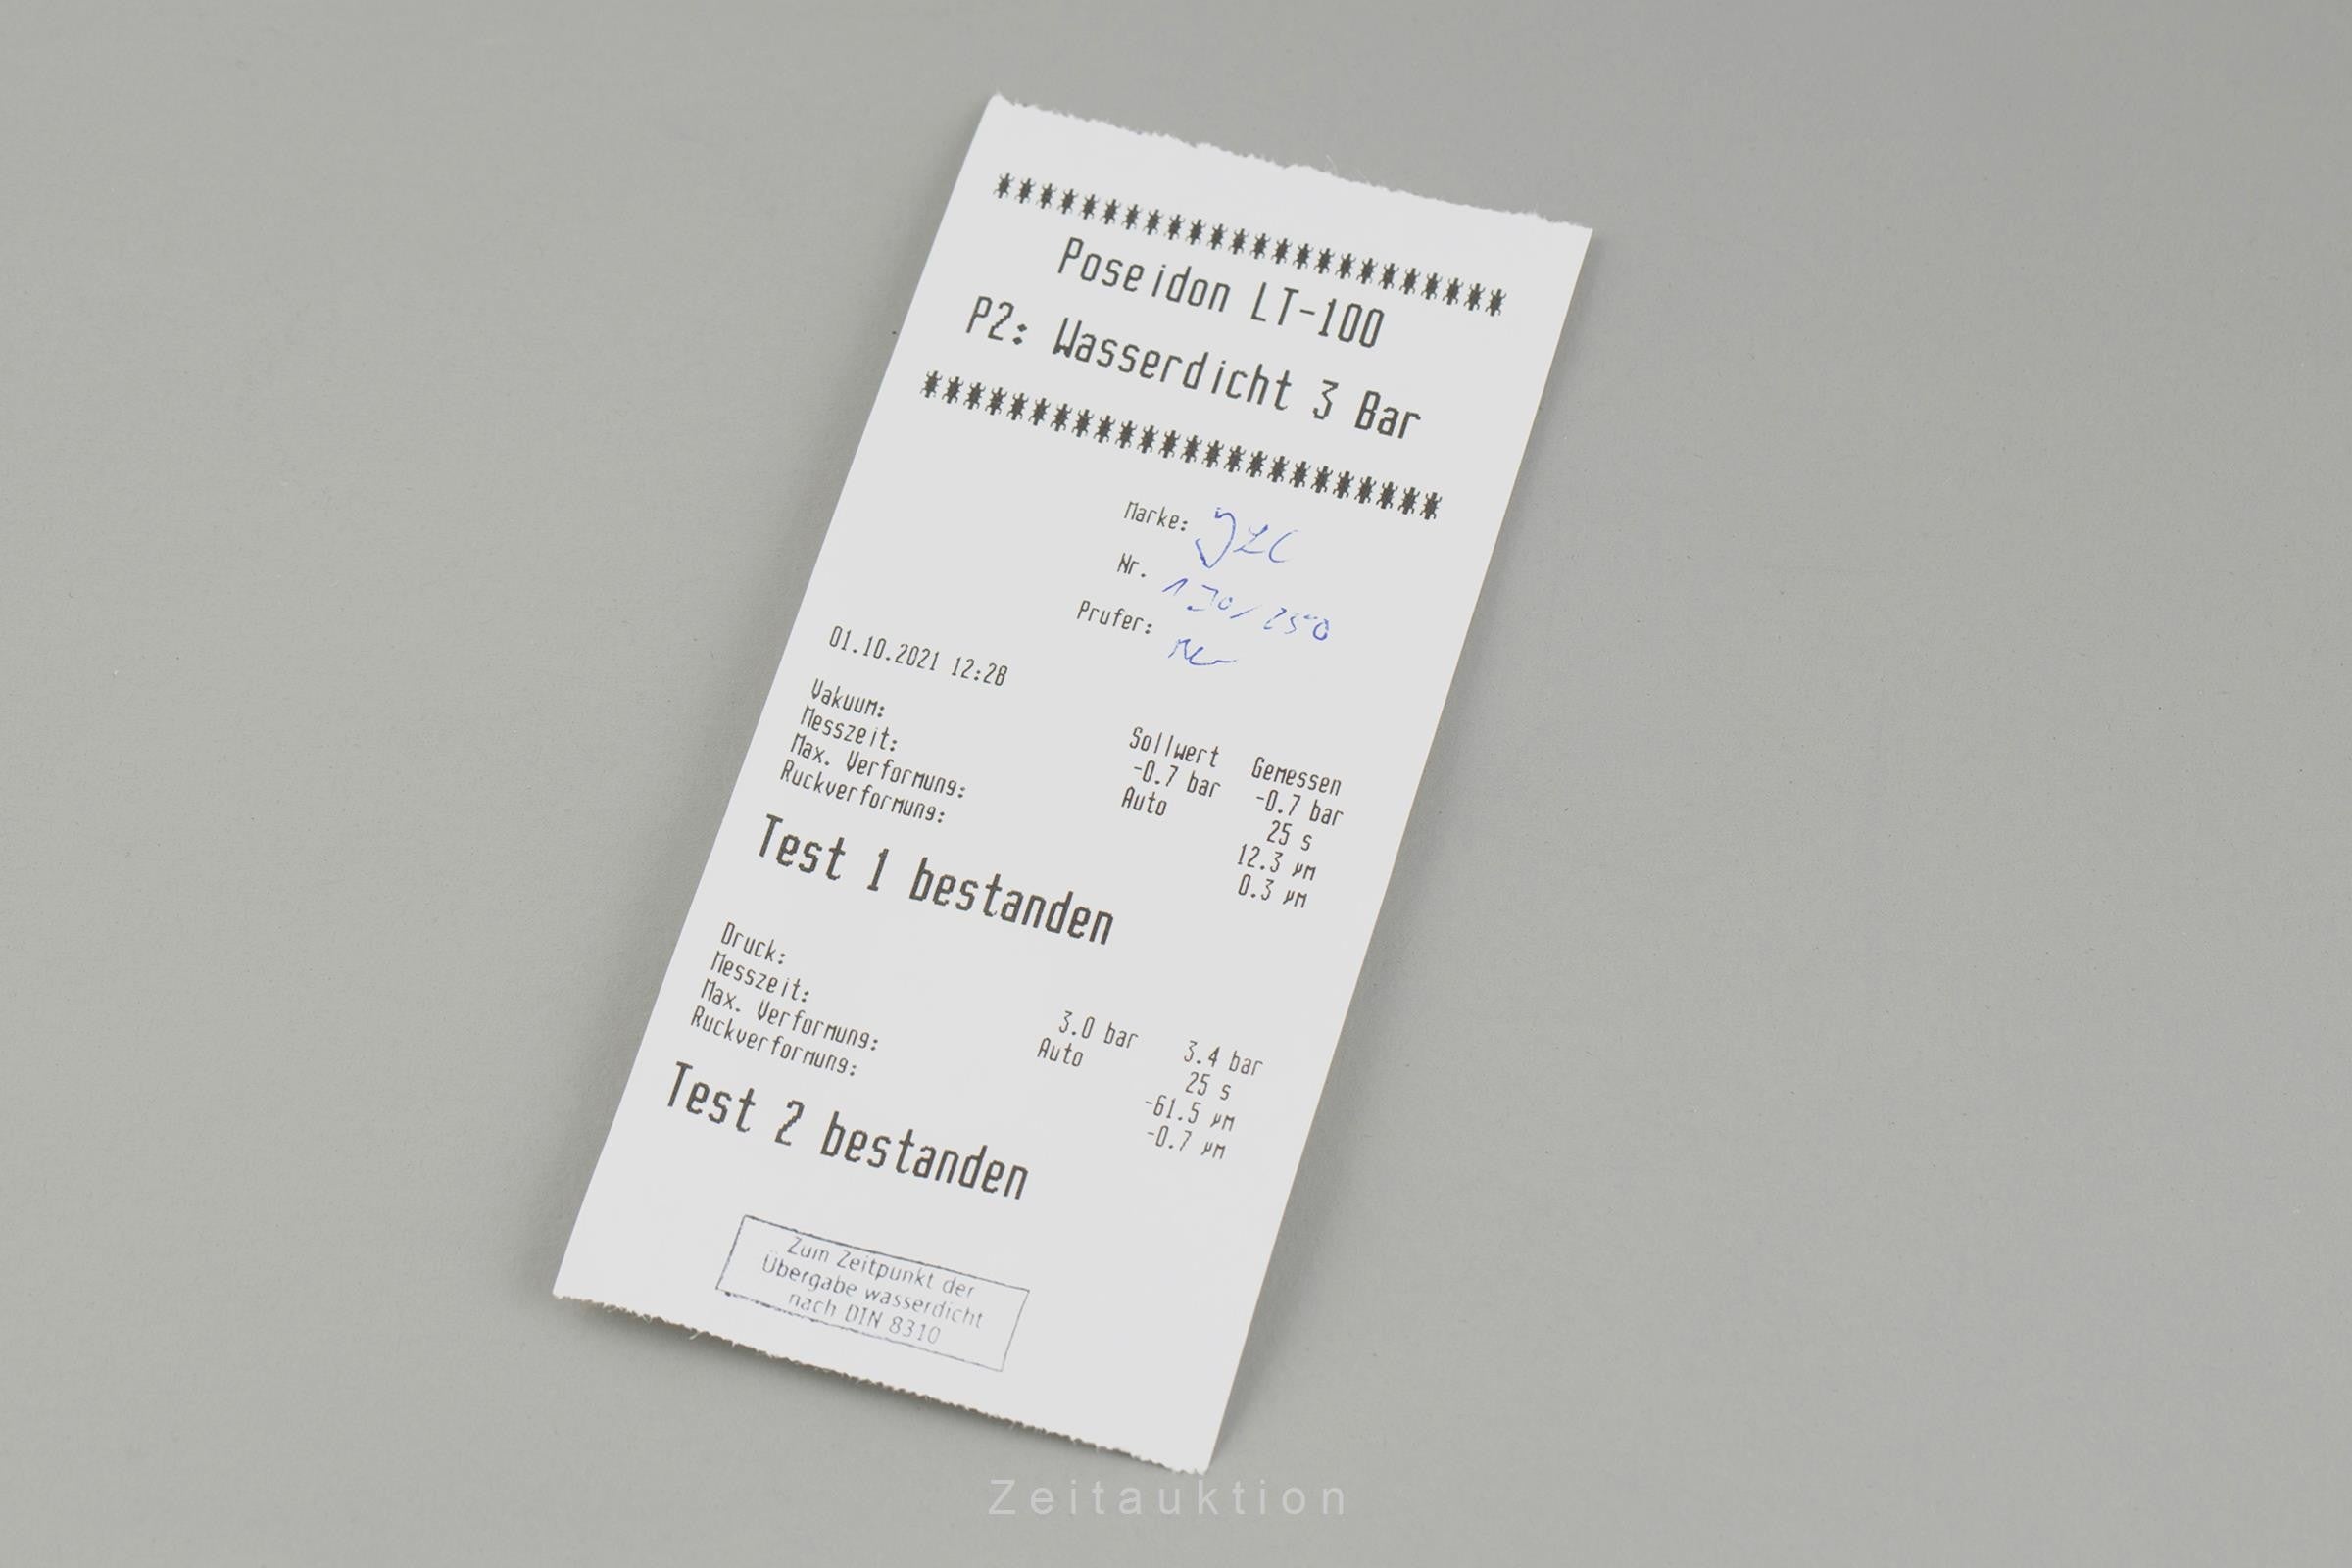 ************************
Poseidon LT-100
P2: Wasserdicht 3 Bar
************************
Marke: JLC
Nr. 130/250
Prufer:
01.10.2021 12:28
Sollwert Gemessen
Vakuum: -0.7 bar -0.7 bar
Messzeit: Auto 25 s
Max. Verformung: 12.3 µm
Ruckverformung: 0.3 µm
Test 1 bestanden
Druck: 3.0 bar 3.4 bar
Messzeit: Auto 25 s
Max. Verformung: -61.5 µm
Ruckverformung: -0.7 µm
Test 2 bestanden
Zum Zeitpunkt der
Übergabe wasserdicht
nach DIN 8310
Zeitauktion